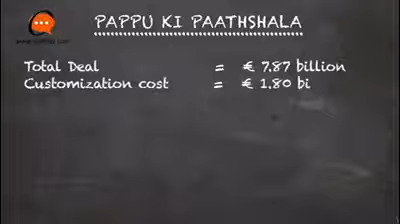 PAPPU KI PAATHSHALA
Total Deal = € 7.87 billion
Customization cost = € 1.80 bi